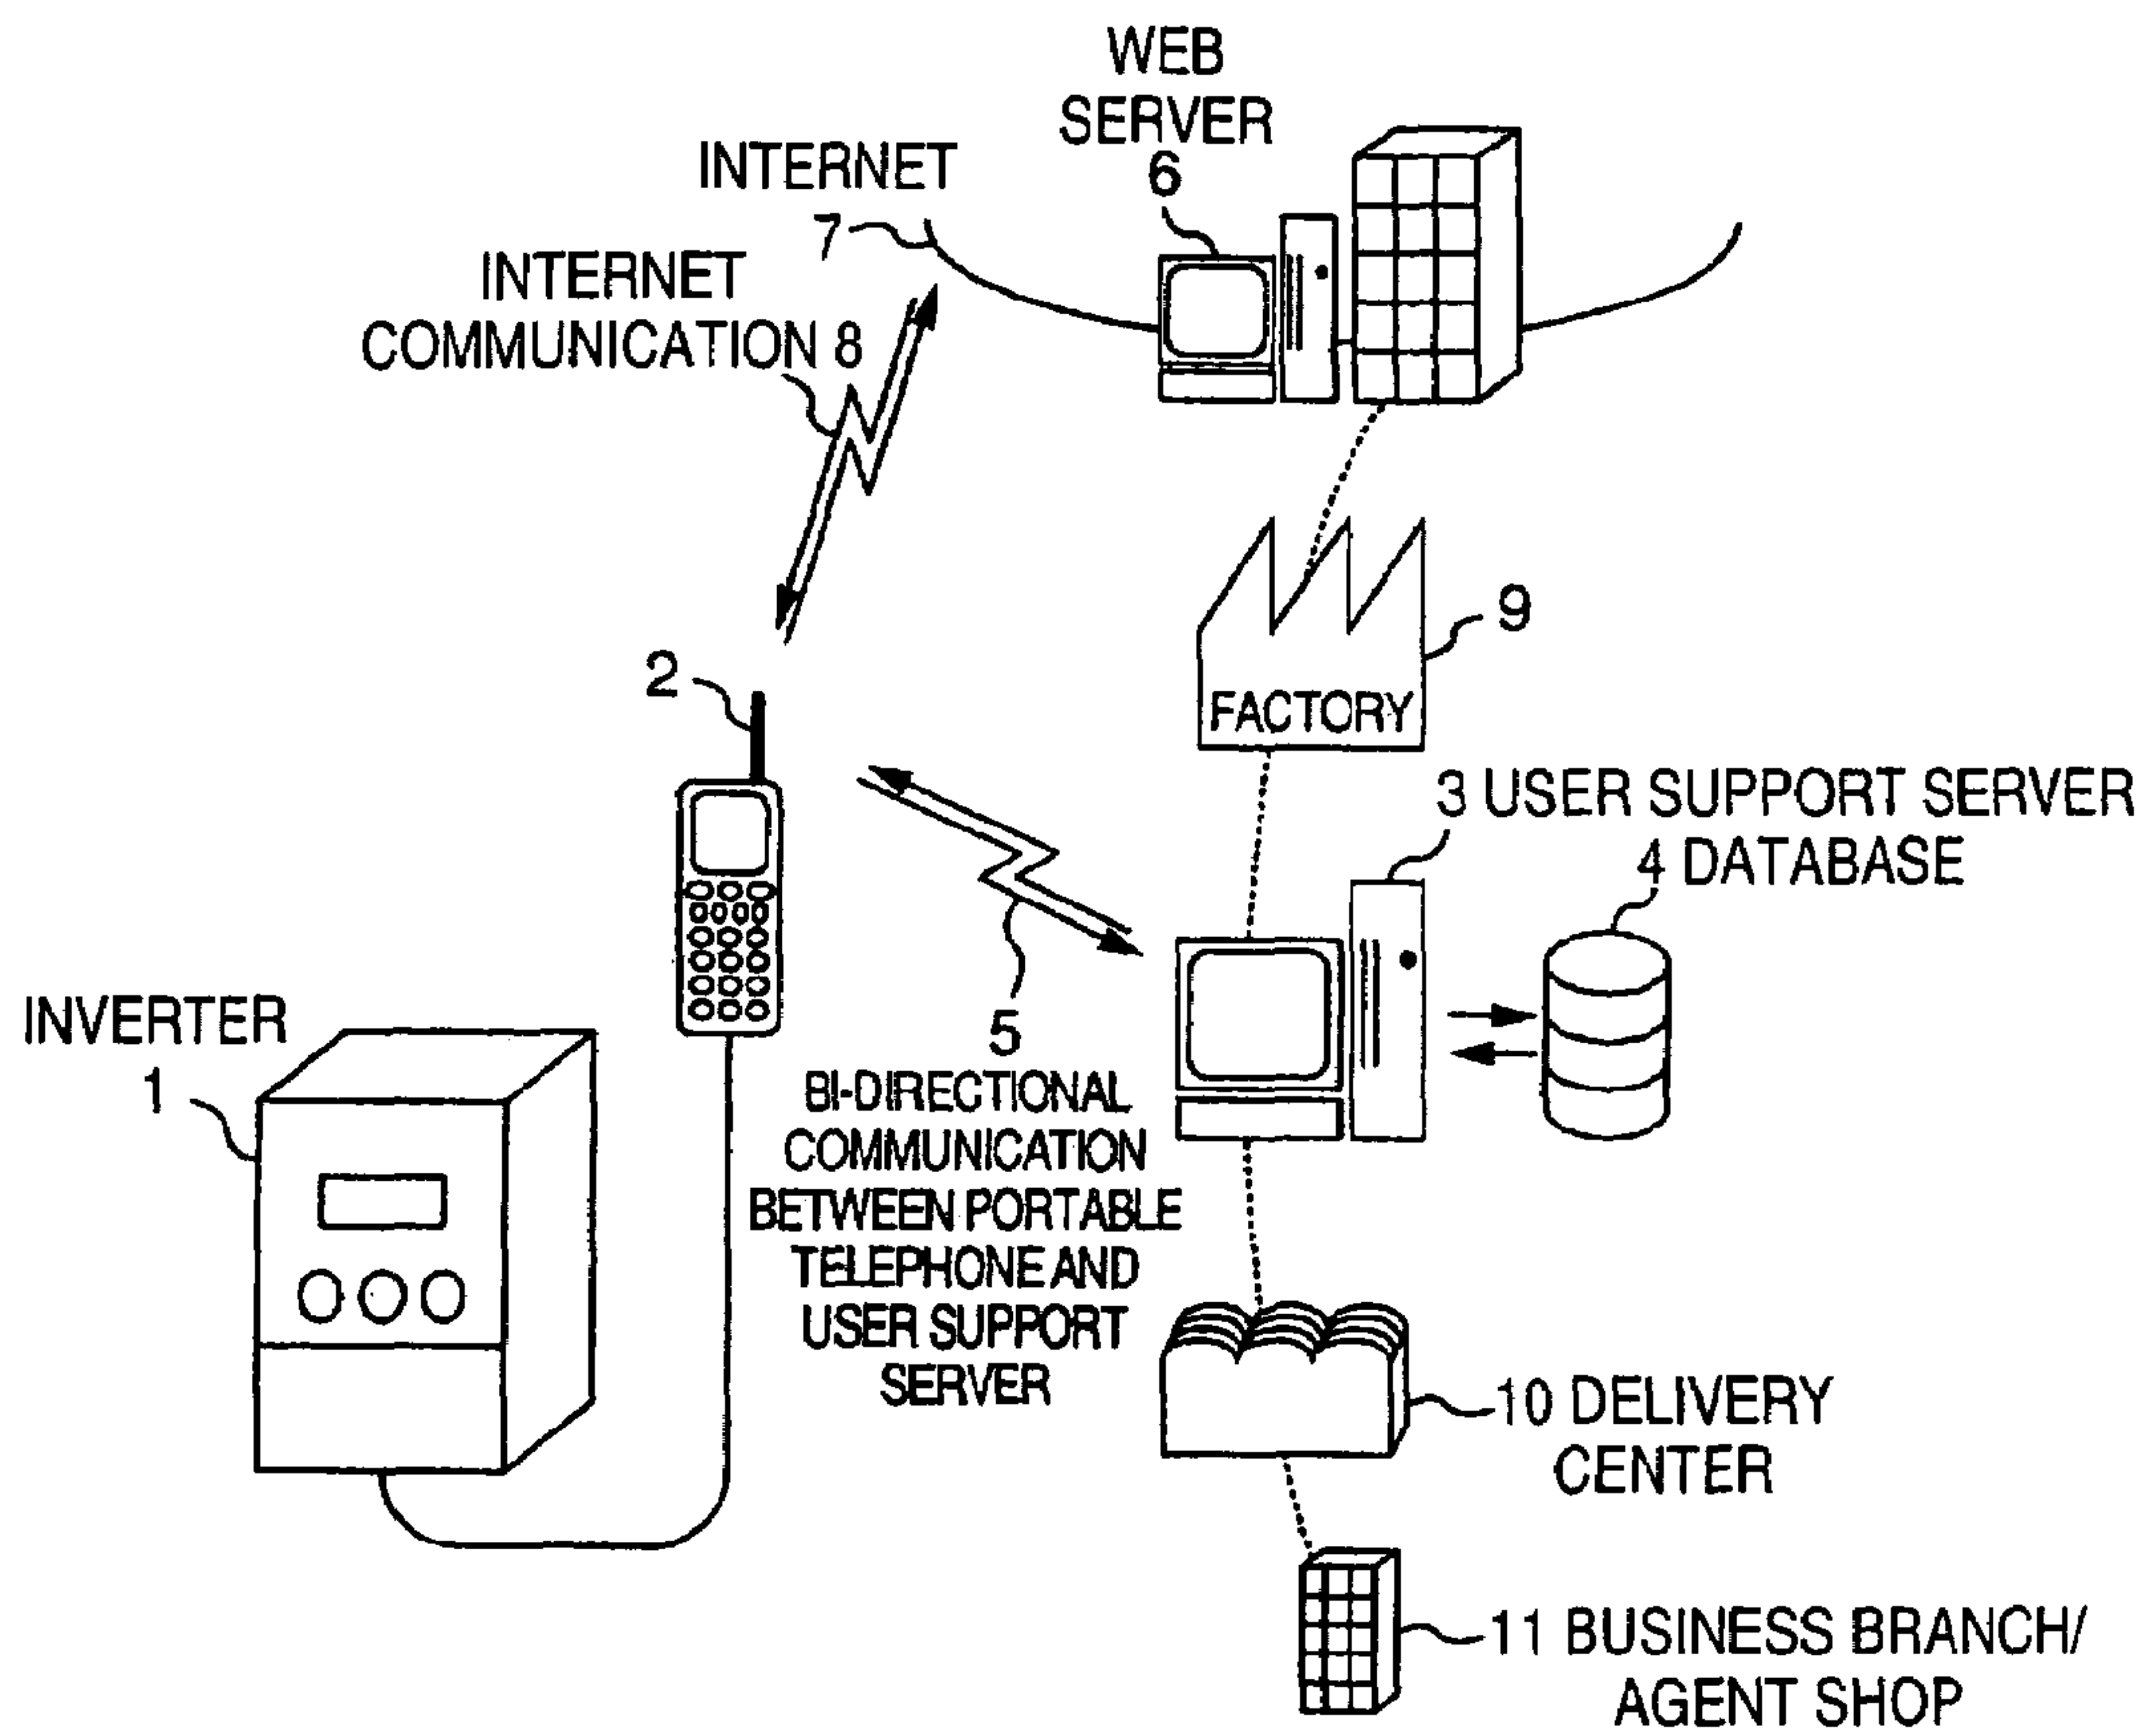 WEB
SERVER
6
INTERNET
7
INTERNET
COMMUNICATION 8
9
FACTORY
2
3 USER SUPPORT SERVER
4 DATABASE
INVERTER
1
5
BI-DIRECTIONAL
COMMUNICATION
BETWEEN PORTABLE
TELEPHONE AND
USER SUPPORT
SERVER
10 DELIVERY
CENTER
11 BUSINESS BRANCH/
AGENT SHOP